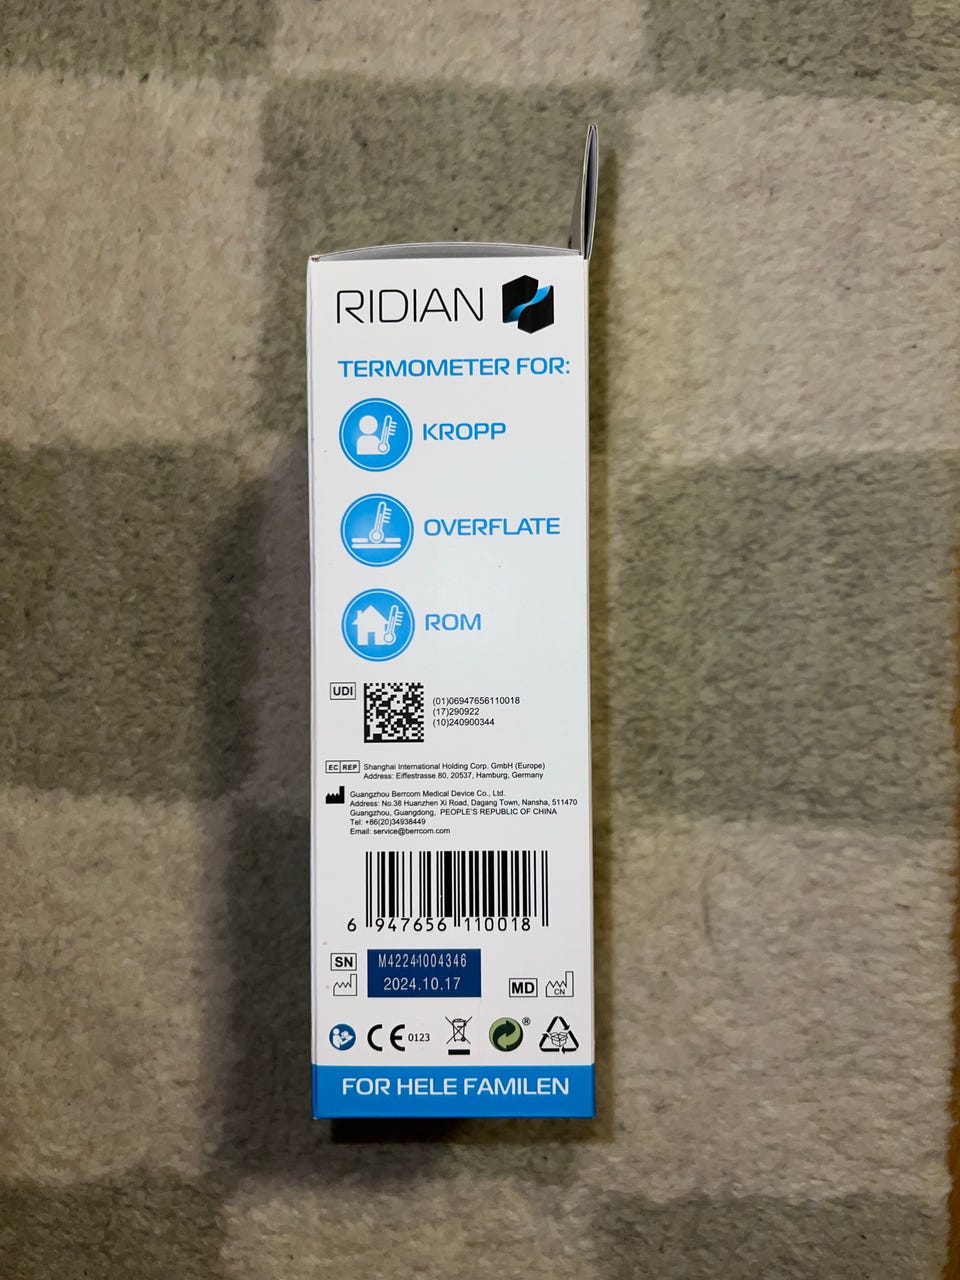 RIDIAN
TERMOMETER FOR:
KROPP
OVERFLATE
ROM
UDI
(01)06947656110018
(17)290922
(10)240900344
EC REP Shanghai International Holding Corp. GmbH (Europe)
Address: Eiffestrasse 80, 20537, Hamburg, Germany
Guangzhou Berrcom Medical Device Co., Ltd.
Address: No.38 Huanzhen Xi Road, Dagang Town, Nansha, 511470
Guangzhou, Guangdong, PEOPLE'S REPUBLIC OF CHINA
Tel: +86(20)34938449
Email: service@berrcom.com
6 947656 110018
SN M42241004346
2024.10.17
MD CN
CE 0123 ®
FOR HELE FAMILEN